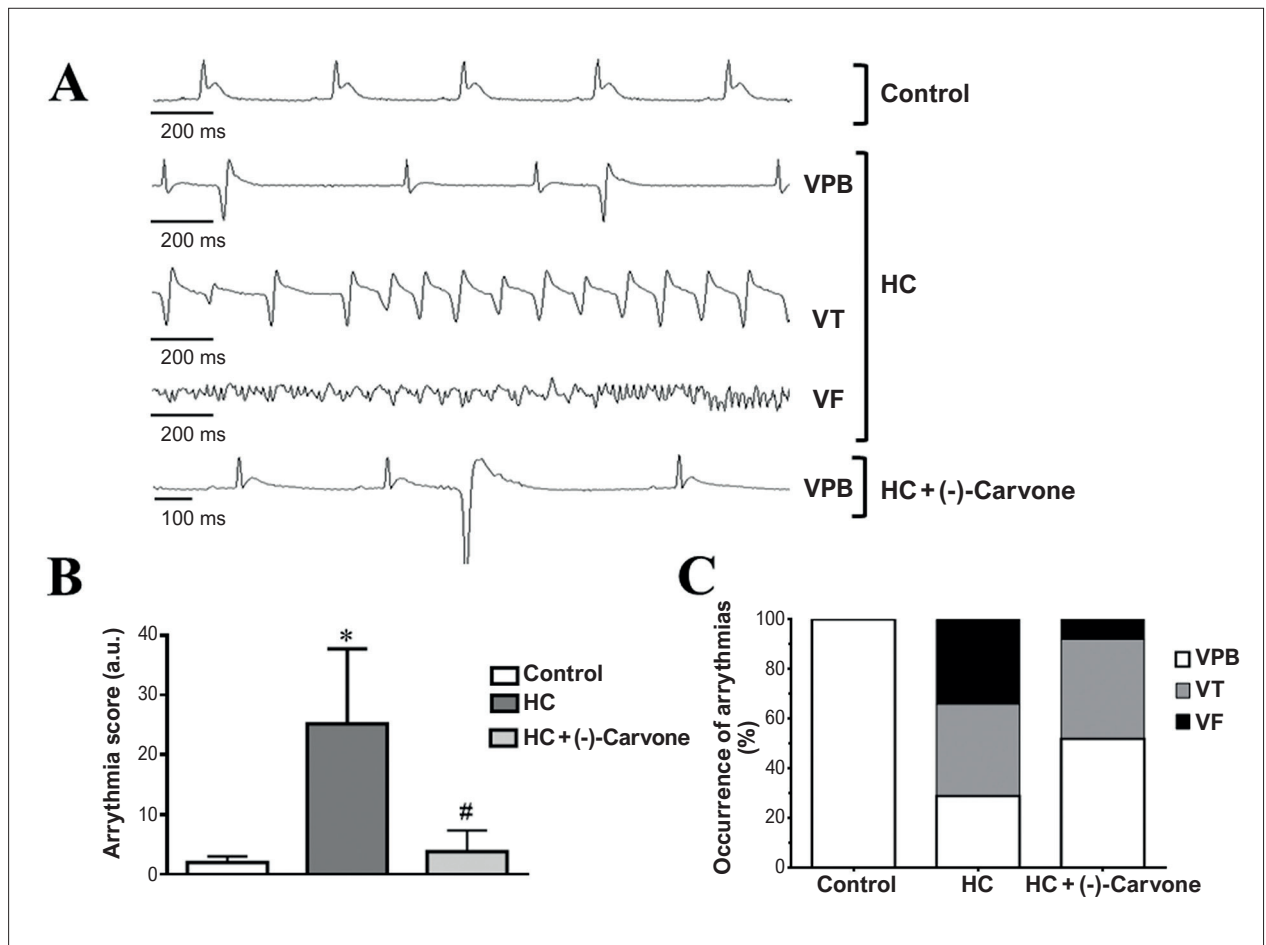 A
Control
200 ms
VPB
200 ms
HC
VT
200 ms
VF
200 ms
VPB
HC + (-)-Carvone
100 ms
B
Arrythmia score (a.u.)
40
30
20
10
0
*
#
Control
HC
HC + (-)-Carvone
C
Occurrence of arrythmias
(%)
100
80
60
40
20
0
VPB
VT
VF
Control
HC
HC + (-)-Carvone